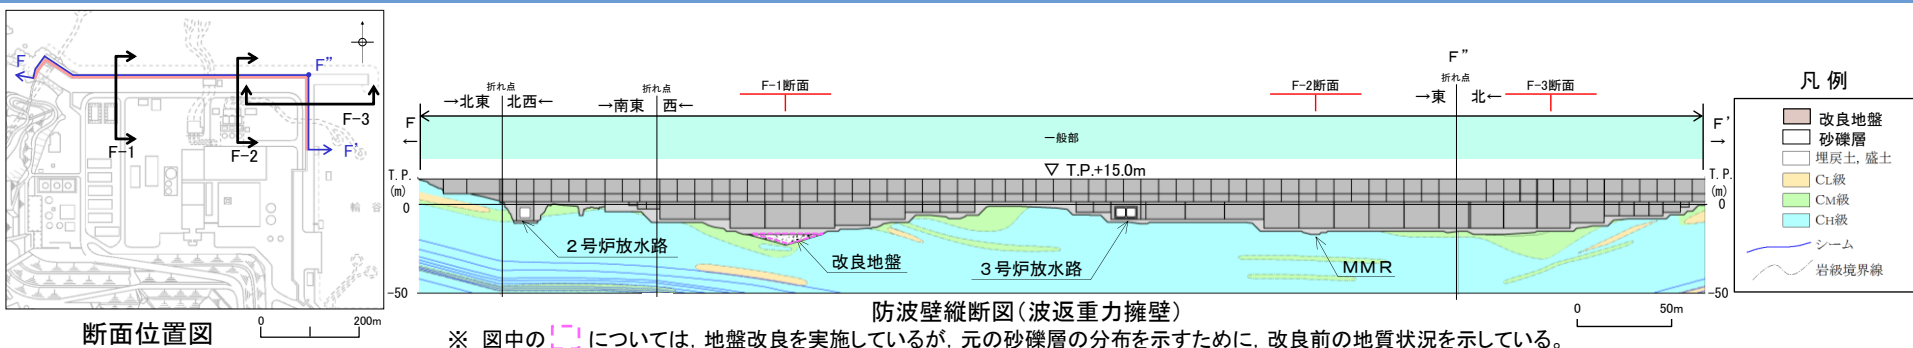 F
F"
F-1
F-2
F-3
F'
輪谷
断面位置図
0 200m
F"
折れ点
F-1断面
折れ点
F-2断面
折れ点
F-3断面
→北東 北西←
→南東 西←
→東 北←
F
←
F'
→
一般部
▽ T.P.+15.0m
T.P.
(m)
0
-50
T.P.
(m)
0
-50
2号炉放水路
改良地盤
3号炉放水路
MMR
防波壁縦断図(波返重力擁壁)
0 50m
※ 図中の については,地盤改良を実施しているが,元の砂礫層の分布を示すために,改良前の地質状況を示している。
凡例
改良地盤
砂礫層
埋戻土,盛土
CL級
CM級
CH級
シーム
岩級境界線